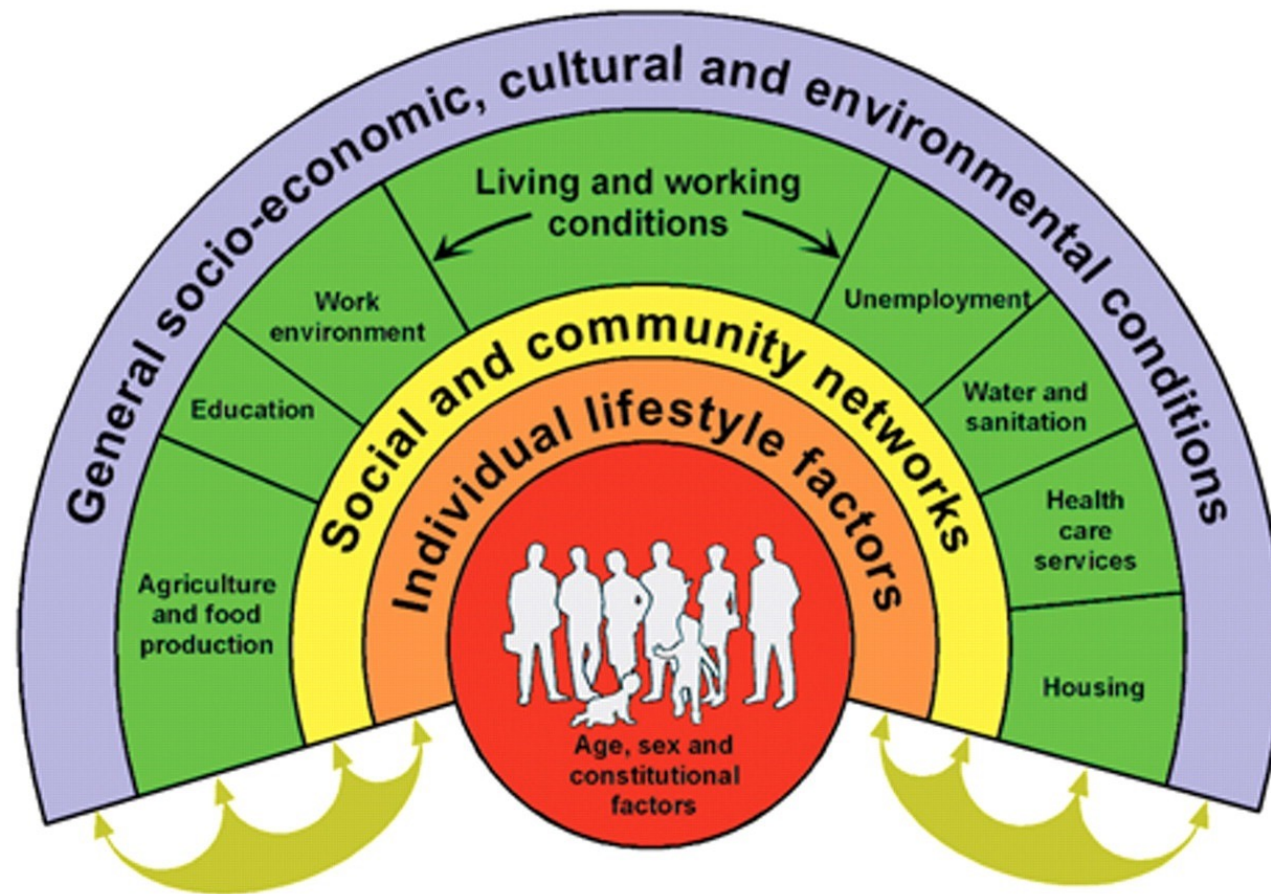 General socio-economic, cultural and environmental conditions
Living and working
conditions
Work
environment
Unemployment
Education
Water and
sanitation
Agriculture
and food
production
Health
care
services
Housing
Social and community networks
Individual lifestyle factors
Age, sex and
constitutional
factors